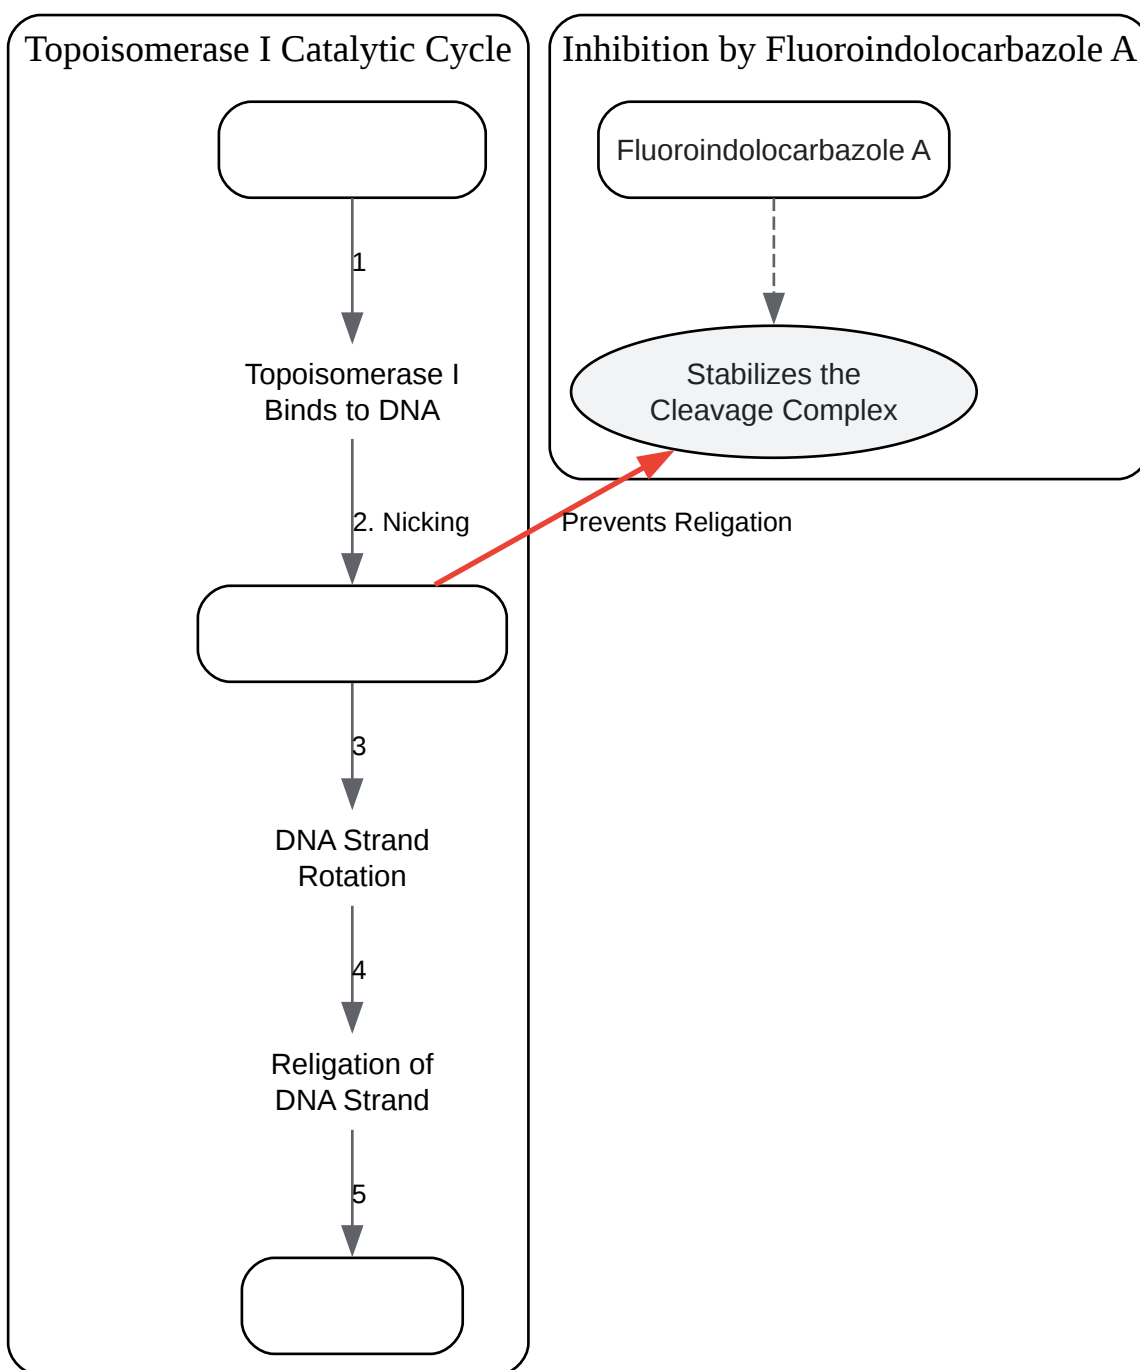 Topoisomerase I Catalytic Cycle
1
Topoisomerase I
Binds to DNA
2. Nicking
3
DNA Strand
Rotation
4
Religation of
DNA Strand
5
Inhibition by Fluoroindolocarbazole A
Fluoroindolocarbazole A
Stabilizes the
Cleavage Complex
Prevents Religation